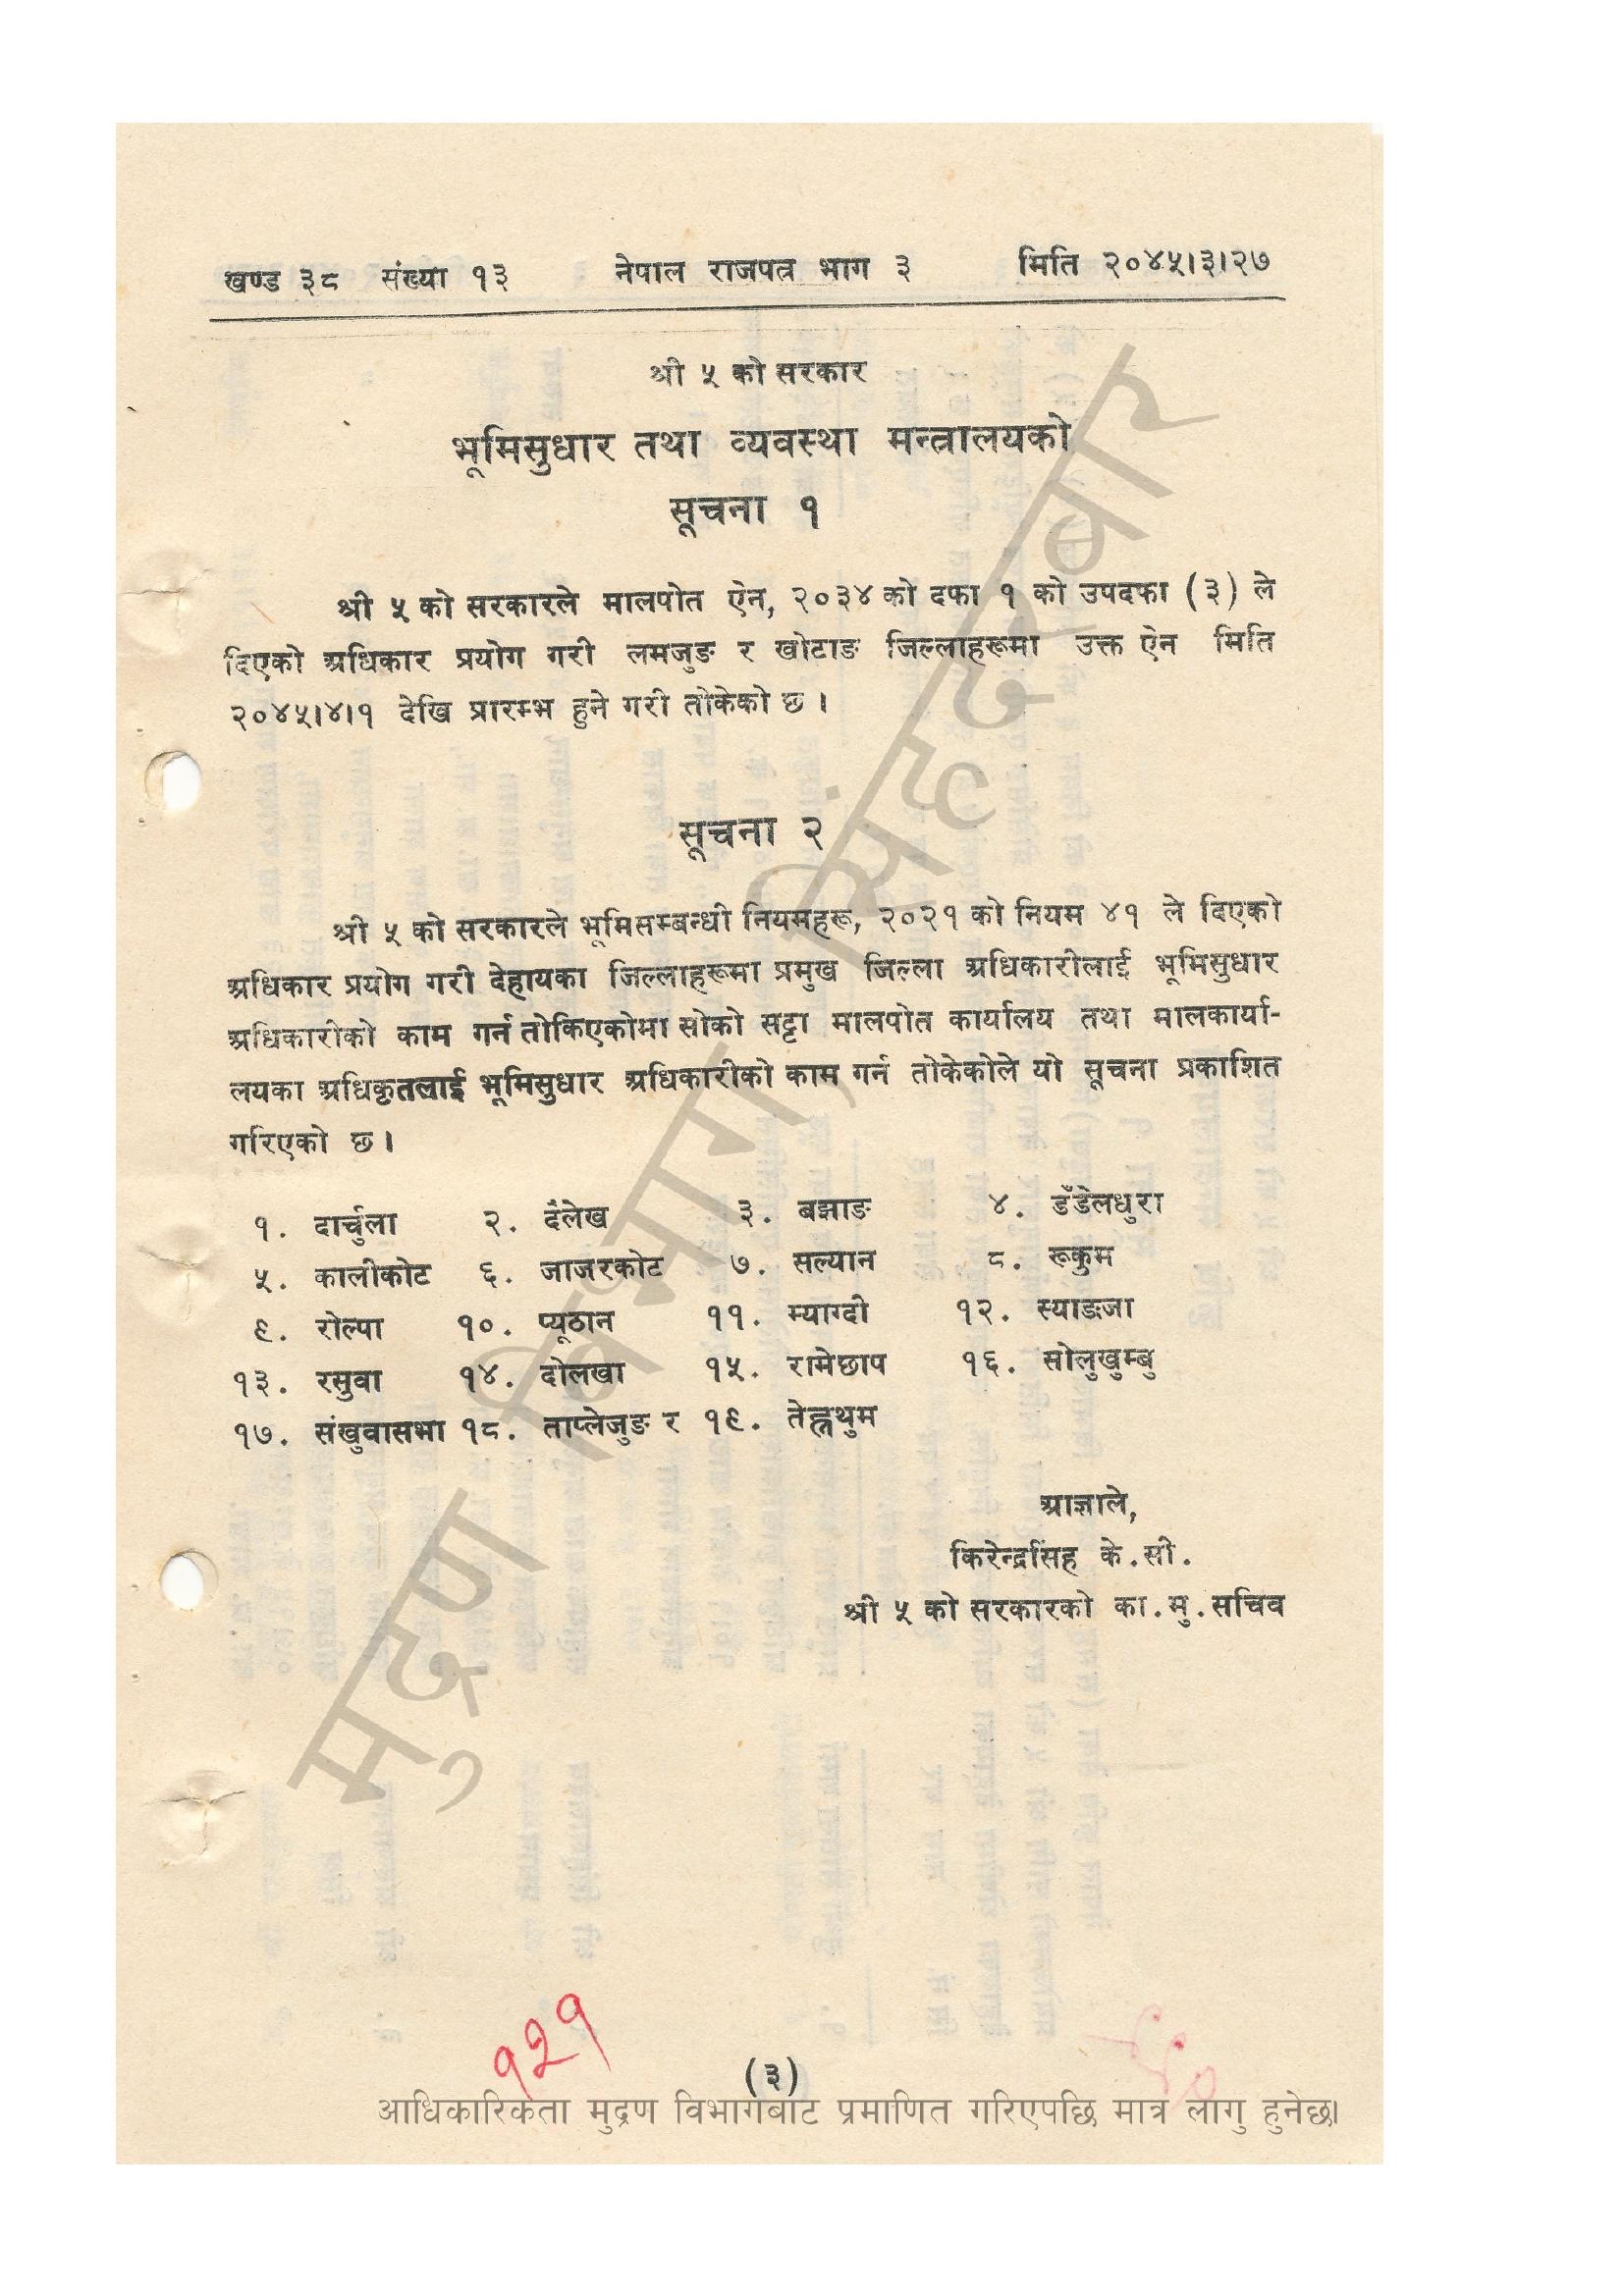 खण्ड ३८ संख्या १३ नेपाल राजपत्र भाग ३ मिति २०४५।३।२७
श्री ५ को सरकार
भूमिसुधार तथा व्यवस्था मन्त्रालयको
सूचना १
श्री ५ को सरकारले मालपोत ऐन, २०३४ को दफा १ को उपदफा (३) ले
दिएको अधिकार प्रयोग गरी लमजुङ र खोटाङ जिल्लाहरूमा उक्त ऐन मिति
२०४५।४।१ देखि प्रारम्भ हुने गरी तोकेको छ ।
सूचना २
श्री ५ को सरकारले भूमिसम्बन्धी नियमहरू, २०२१ को नियम ४१ ले दिएको
अधिकार प्रयोग गरी देहायका जिल्लाहरूमा प्रमुख जिल्ला अधिकारीलाई भूमिसुधार
अधिकारीको काम गर्न तोकिएकोमा सोको सट्टा मालपोत कार्यालय तथा मालकार्या-
लयका अधिकृतलाई भूमिसुधार अधिकारीको काम गर्न तोकेकोले यो सूचना प्रकाशित
गरिएको छ ।
१. दार्चुला २. दैलेख ३. बझाङ ४. डँडेलधुरा
५. कालीकोट ६. जाजरकोट ७. सल्यान ८. रूकुम
९. रोल्पा १०. प्यूठान ११. म्याग्दी १२. स्याङजा
१३. रसुवा १४. दोलखा १५. रामेछाप १६. सोलुखुम्बु
१७. संखुवासभा १८. ताप्लेजुङ र १९. तेह्रथुम
आज्ञाले,
किरेन्द्रसिंह के.सी.
श्री ५ को सरकारको का.मु.सचिव
मुद्रण विभाग, सिंहदरबार
१२१
(३)
आधिकारिकता मुद्रण विभागबाट प्रमाणित गरिएपछि मात्र लागु हुनेछ।